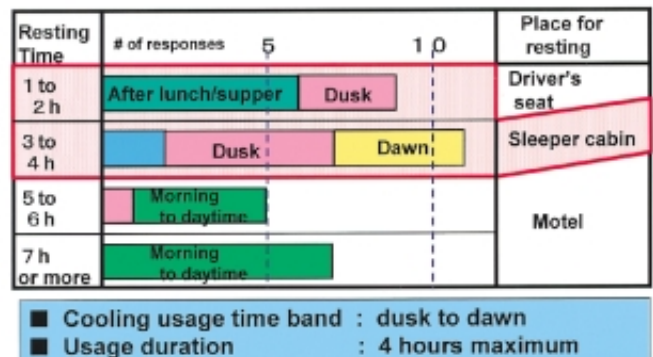 Resting Time # of responses 5 10 Place for resting
1 to 2 h After lunch/supper Dusk Driver's seat
3 to 4 h Dusk Dawn Sleeper cabin
5 to 6 h Morning to daytime Motel
7 h or more Morning to daytime
■ Cooling usage time band : dusk to dawn
■ Usage duration : 4 hours maximum